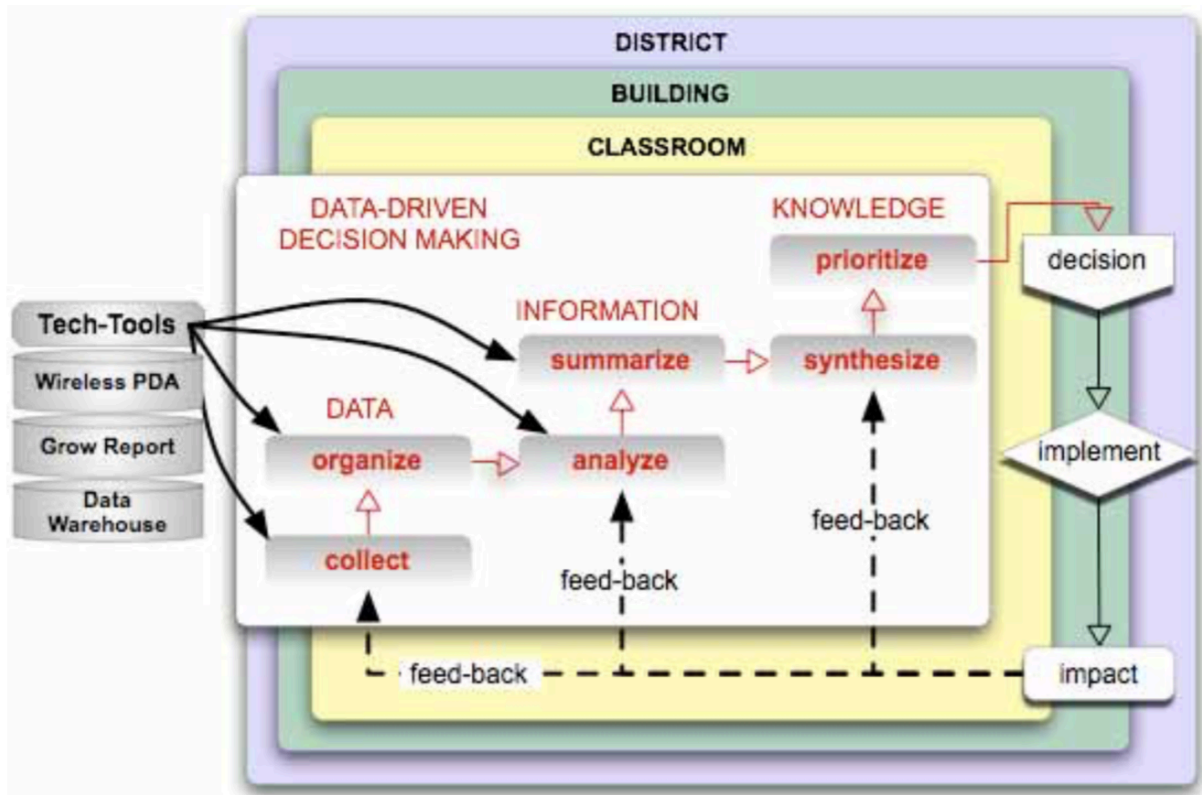 DISTRICT
BUILDING
CLASSROOM
DATA-DRIVEN
DECISION MAKING
KNOWLEDGE
prioritize
decision
Tech-Tools
INFORMATION
summarize
synthesize
Wireless PDA
DATA
Grow Report
organize
analyze
implement
Data
Warehouse
feed-back
collect
feed-back
feed-back
impact